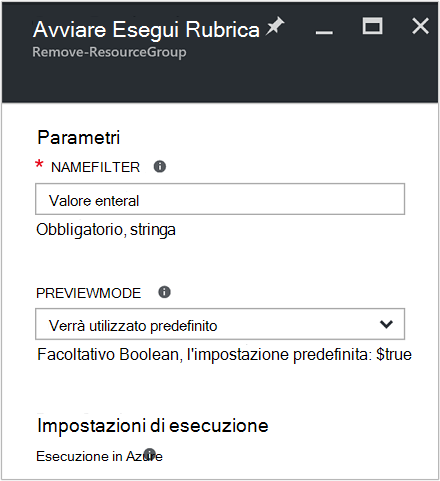 Avviare Esegui Rubrica
Remove-ResourceGroup
Parametri
* NAMEFILTER
Valore enteral
Obbligatorio, stringa
PREVIEWMODE
Verrà utilizzato predefinito
Facoltativo Boolean, l'impostazione predefinita: $true
Impostazioni di esecuzione
Esecuzione in Azure